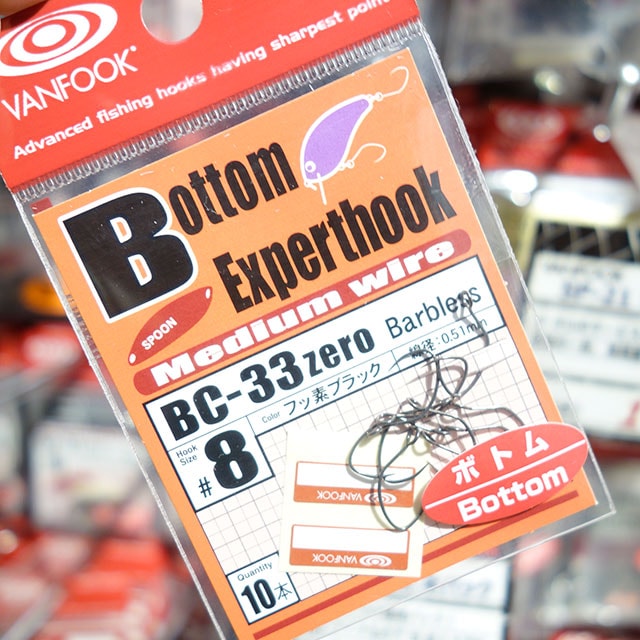 VANFOOK®
Advanced fishing hooks having sharpest point
Bottom
Experthook
SPOON
Medium wire
BC-33zero Barbless
線径:0.51mm
Color フッ素ブラック
Hook Size
#8
VANFOOK
VANFOOK
ボトム
Bottom
Quantity
10本